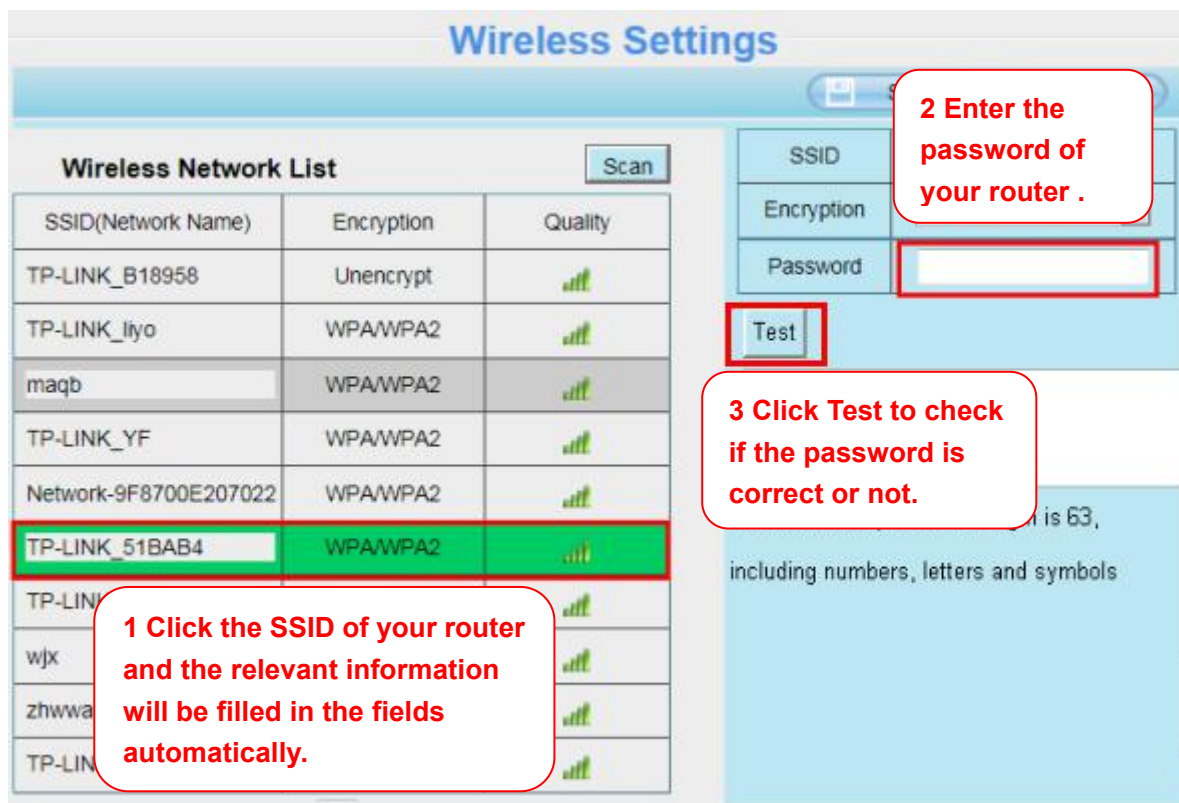 Wireless Settings
2 Enter the
password of
your router .
Wireless Network List
Scan
SSID(Network Name) Encryption Quality
TP-LINK_B18958 Unencrypt
TP-LINK_liyo WPA/WPA2
maqb WPA/WPA2
TP-LINK_YF WPA/WPA2
Network-9F8700E207022 WPA/WPA2
TP-LINK_51BAB4 WPA/WPA2
wjx
1 Click the SSID of your router
and the relevant information
will be filled in the fields
automatically.
SSID
Encryption
Password
Test
3 Click Test to check
if the password is
correct or not.
is 63,
including numbers, letters and symbols